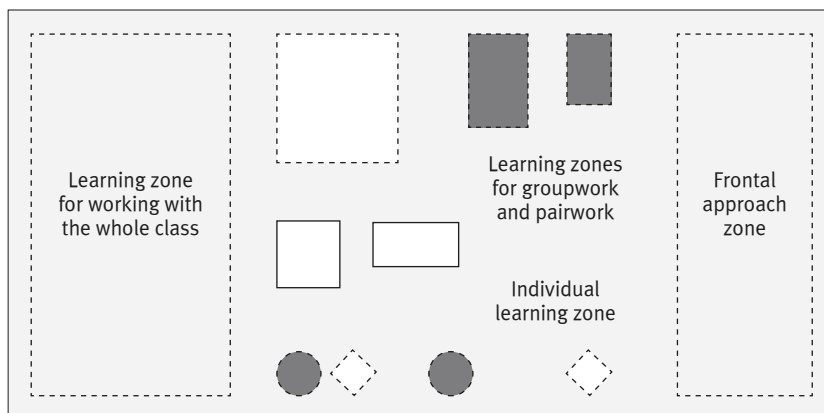 Learning zone
for working with
the whole class
Learning zones
for groupwork
and pairwork
Individual
learning zone
Frontal
approach
zone